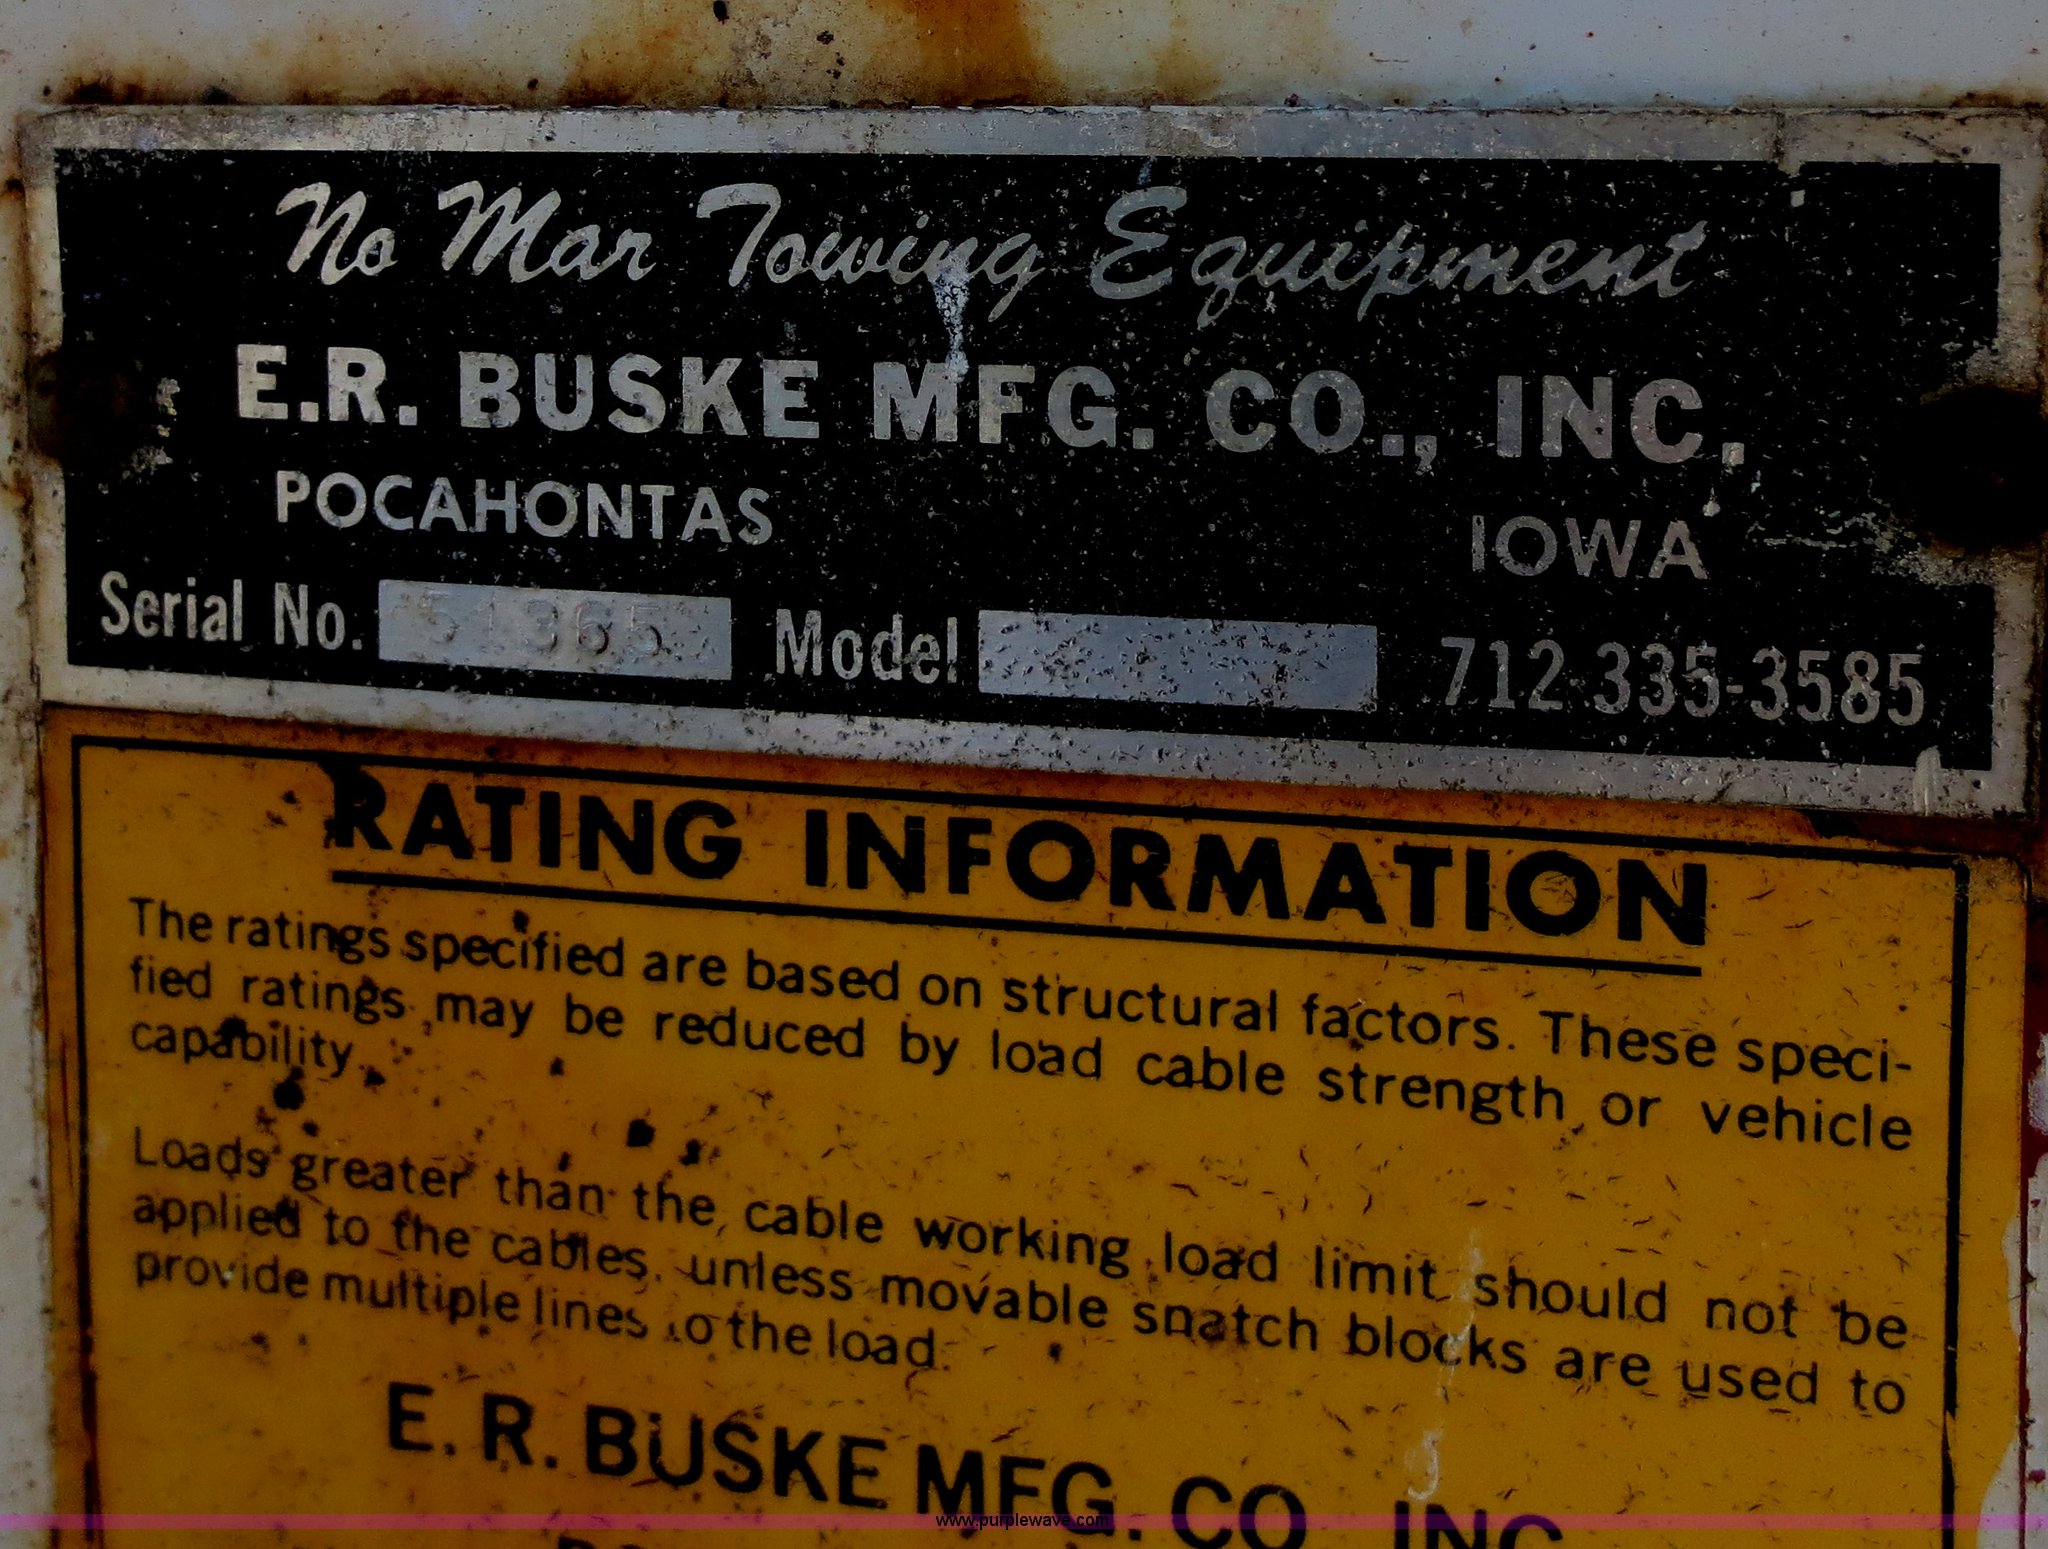 No Mar Towing Equipment
E.R. BUSKE MFG. CO., INC.
POCAHONTAS IOWA
Serial No. 51365 Model 712-335-3585
RATING INFORMATION
The ratings specified are based on structural factors. These speci-
fied ratings may be reduced by load cable strength or vehicle
capability.
Loads greater than the cable working load limit should not be
applied to the cables, unless movable snatch blocks are used to
provide multiple lines to the load.
E. R. BUSKE MFG. CO. INC.
www.purplewave.com